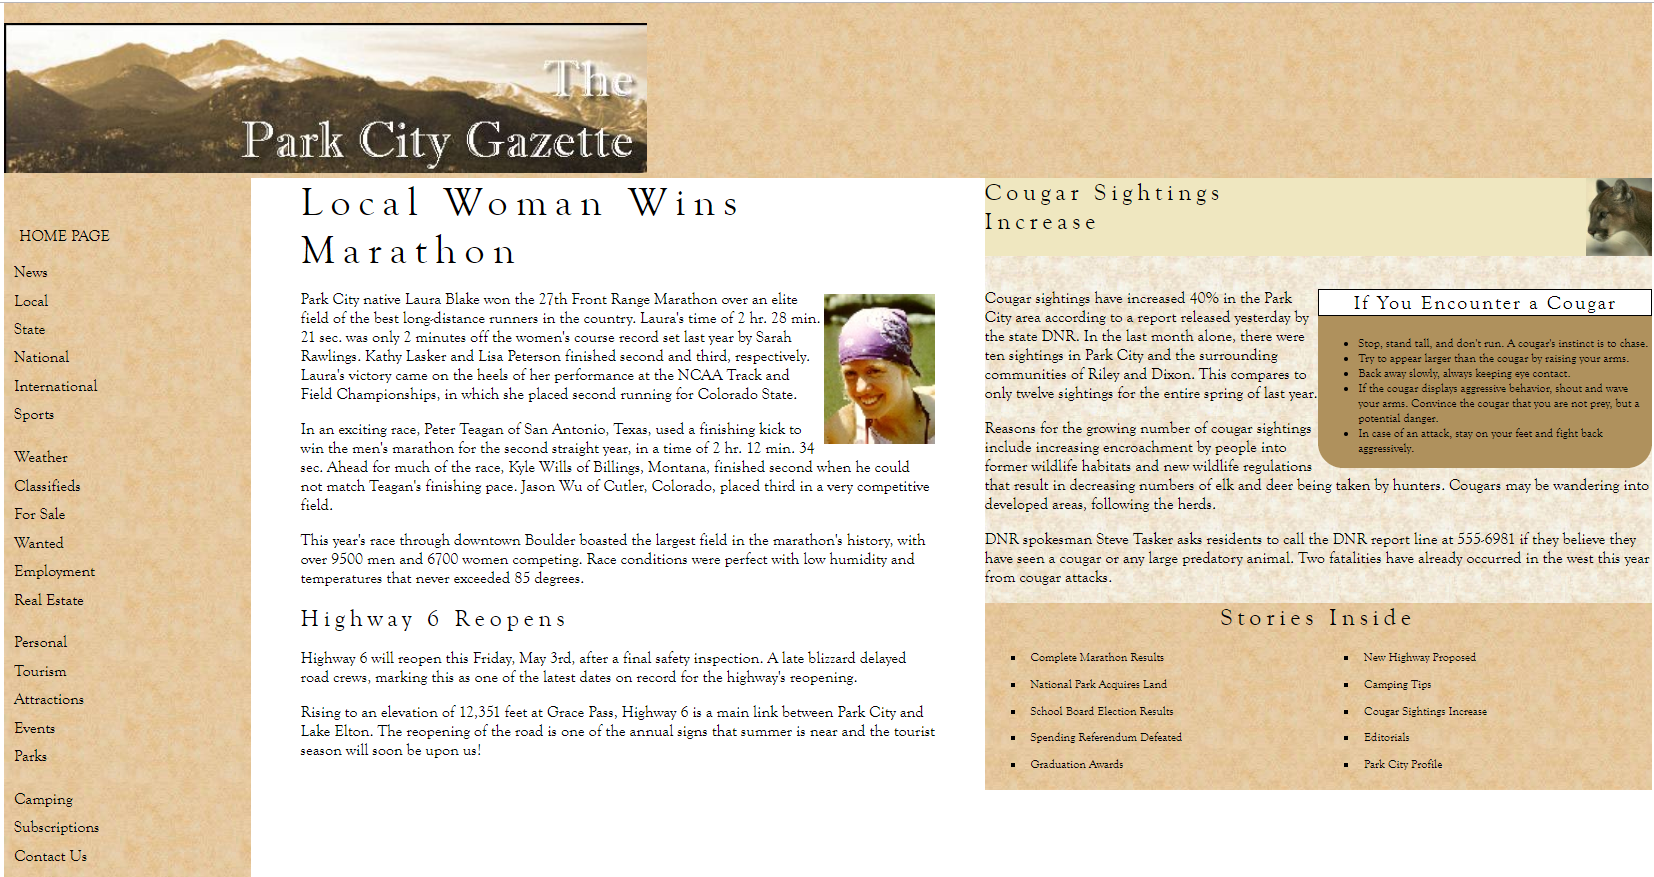 The
Park City Gazette
HOME PAGE
News
Local
State
National
International
Sports
Weather
Classifieds
For Sale
Wanted
Employment
Real Estate
Personal
Tourism
Attractions
Events
Parks
Camping
Subscriptions
Contact Us
Local Woman Wins
Marathon
Park City native Laura Blake won the 27th Front Range Marathon over an elite
field of the best long-distance runners in the country. Laura's time of 2 hr. 28 min.
21 sec. was only 2 minutes off the women's course record set last year by Sarah
Rawlings. Kathy Lasker and Lisa Peterson finished second and third, respectively.
Laura's victory came on the heels of her performance at the NCAA Track and
Field Championships, in which she placed second running for Colorado State.
In an exciting race, Peter Teagan of San Antonio, Texas, used a finishing kick to
win the men's marathon for the second straight year, in a time of 2 hr. 12 min. 34
sec. Ahead for much of the race, Kyle Wills of Billings, Montana, finished second when he could
not match Teagan's finishing pace. Jason Wu of Cutler, Colorado, placed third in a very competitive
field.
This year's race through downtown Boulder boasted the largest field in the marathon's history, with
over 9500 men and 6700 women competing. Race conditions were perfect with low humidity and
temperatures that never exceeded 85 degrees.
Highway 6 Reopens
Highway 6 will reopen this Friday, May 3rd, after a final safety inspection. A late blizzard delayed
road crews, marking this as one of the latest dates on record for the highway's reopening.
Rising to an elevation of 12,351 feet at Grace Pass, Highway 6 is a main link between Park City and
Lake Elton. The reopening of the road is one of the annual signs that summer is near and the tourist
season will soon be upon us!
Cougar Sightings
Increase
Cougar sightings have increased 40% in the Park
City area according to a report released yesterday by
the state DNR. In the last month alone, there were
ten sightings in Park City and the surrounding
communities of Riley and Dixon. This compares to
only twelve sightings for the entire spring of last year.
Reasons for the growing number of cougar sightings
include increasing encroachment by people into
former wildlife habitats and new wildlife regulations
that result in decreasing numbers of elk and deer being taken by hunters. Cougars may be wandering into
developed areas, following the herds.
DNR spokesman Steve Tasker asks residents to call the DNR report line at 555-6981 if they believe they
have seen a cougar or any large predatory animal. Two fatalities have already occurred in the west this year
from cougar attacks.
If You Encounter a Cougar
Stop, stand tall, and don't run. A cougar's instinct is to chase.
Try to appear larger than the cougar by raising your arms.
Back away slowly, always keeping eye contact.
If the cougar displays aggressive behavior, shout and wave
your arms. Convince the cougar that you are not prey, but a
potential danger.
In case of an attack, stay on your feet and fight back
aggressively.
Stories Inside
Complete Marathon Results
National Park Acquires Land
School Board Election Results
Spending Referendum Defeated
Graduation Awards
New Highway Proposed
Camping Tips
Cougar Sightings Increase
Editorials
Park City Profile